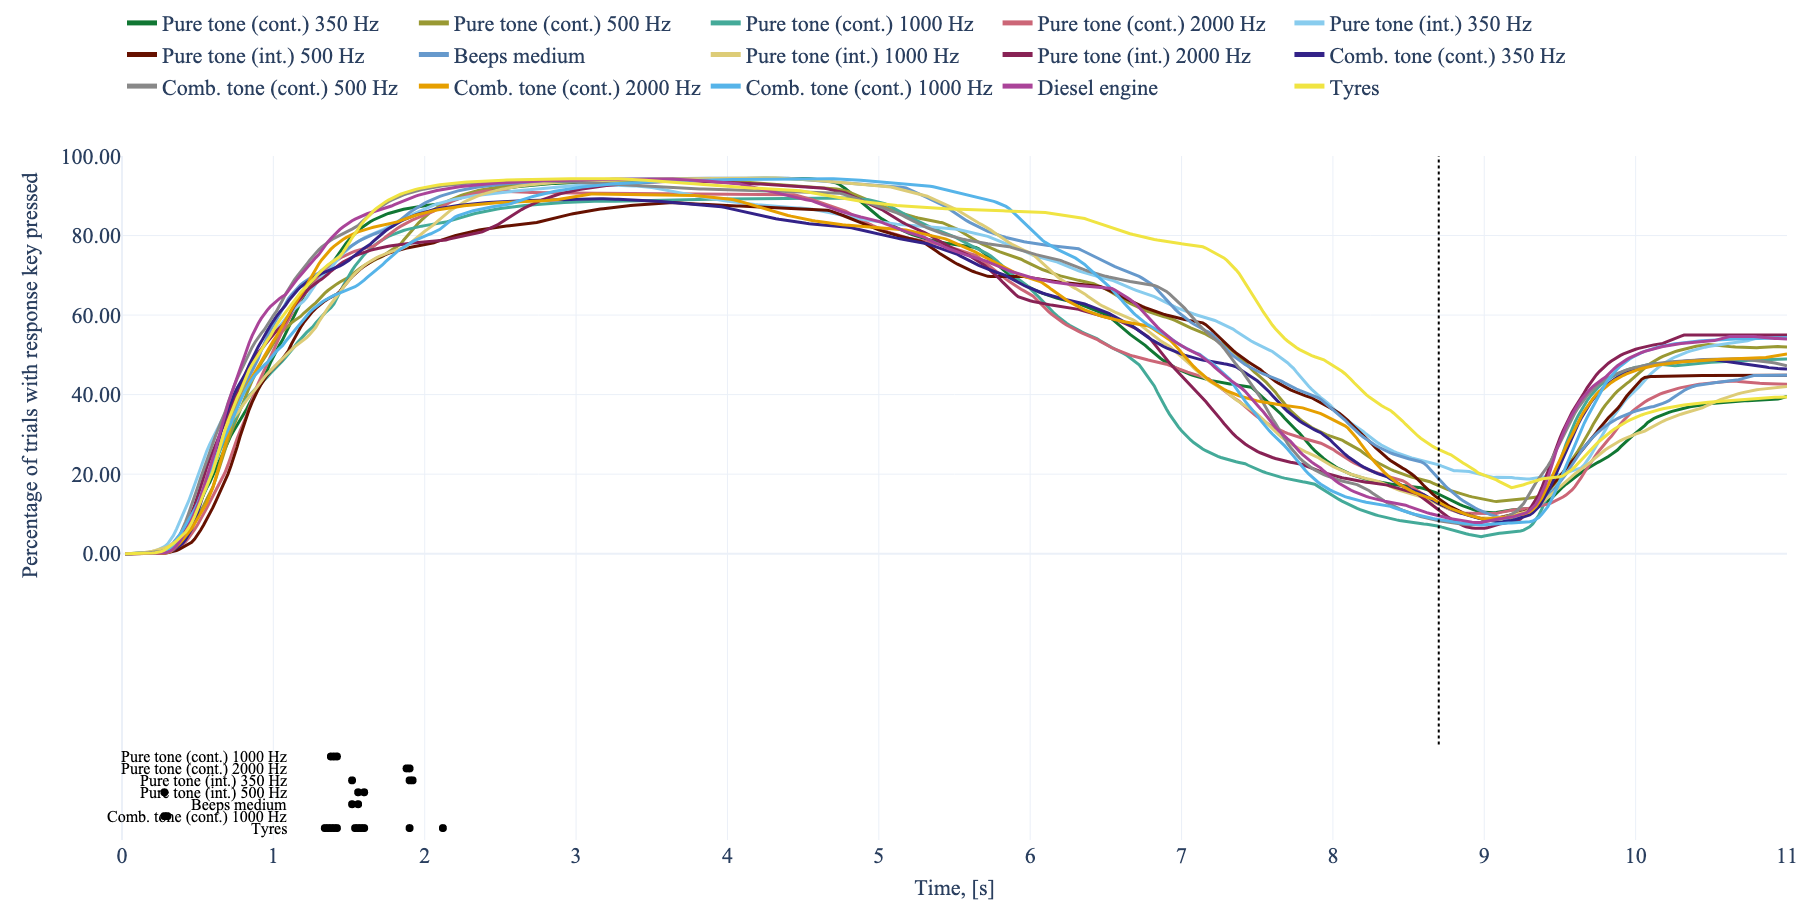 Pure tone (cont.) 350 Hz Pure tone (cont.) 500 Hz Pure tone (cont.) 1000 Hz Pure tone (cont.) 2000 Hz Pure tone (int.) 350 Hz
Pure tone (int.) 500 Hz Beeps medium Pure tone (int.) 1000 Hz Pure tone (int.) 2000 Hz Comb. tone (cont.) 350 Hz
Comb. tone (cont.) 500 Hz Comb. tone (cont.) 2000 Hz Comb. tone (cont.) 1000 Hz Diesel engine Tyres
Percentage of trials with response key pressed
100.00
80.00
60.00
40.00
20.00
0.00
Pure tone (cont.) 1000 Hz
Pure tone (cont.) 2000 Hz
Pure tone (int.) 350 Hz
Pure tone (int.) 500 Hz
Beeps medium
Comb. tone (cont.) 1000 Hz
Tyres
0 1 2 3 4 5 6 7 8 9 10 11
Time, [s]